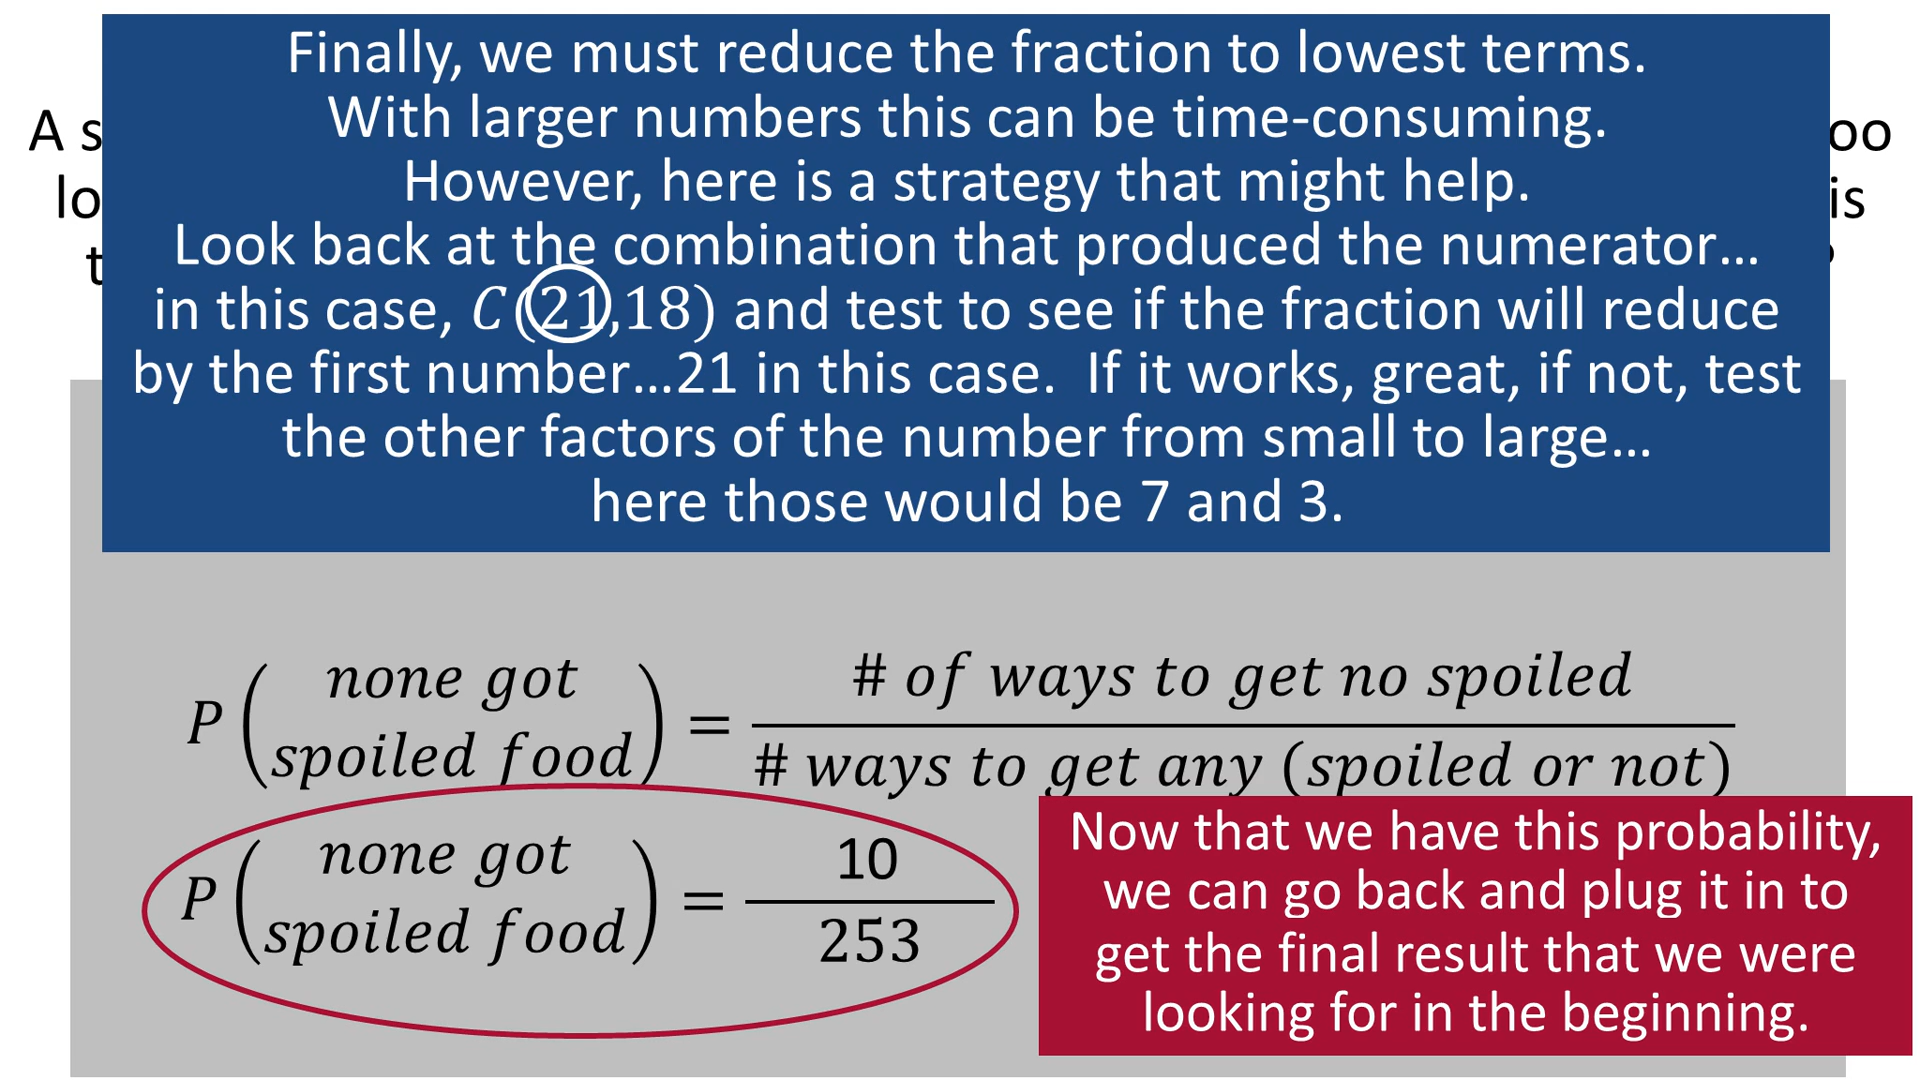 Finally, we must reduce the fraction to lowest terms.
With larger numbers this can be time-consuming.
However, here is a strategy that might help.
Look back at the combination that produced the numerator...
in this case, C(21,18) and test to see if the fraction will reduce
by the first number...21 in this case.  If it works, great, if not, test
the other factors of the number from small to large...
here those would be 7 and 3.
P(none got spoiled food) = # of ways to get no spoiled / # ways to get any (spoiled or not)
P(none got spoiled food) = 10 / 253
Now that we have this probability,
we can go back and plug it in to
get the final result that we were
looking for in the beginning.